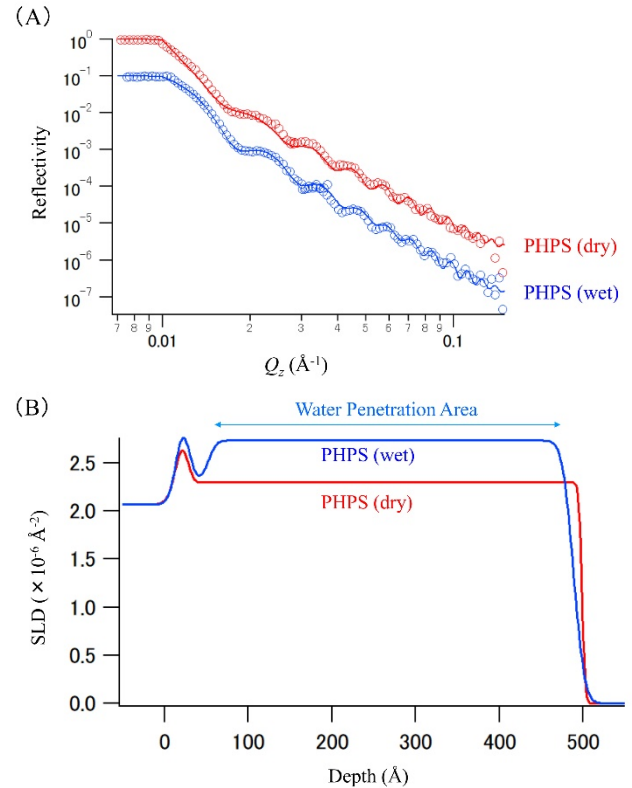 (A)
Reflectivity
10⁰
10⁻¹
10⁻²
10⁻³
10⁻⁴
10⁻⁵
10⁻⁶
10⁻⁷
PHPS (dry)
PHPS (wet)
7 8 9 0.01 2 3 4 5 6 7 8 9 0.1
Q_z (Å⁻¹)
(B)
Water Penetration Area
PHPS (wet)
PHPS (dry)
SLD (×10⁻⁶ Å⁻²)
2.5
2.0
1.5
1.0
0.5
0.0
0 100 200 300 400 500
Depth (Å)